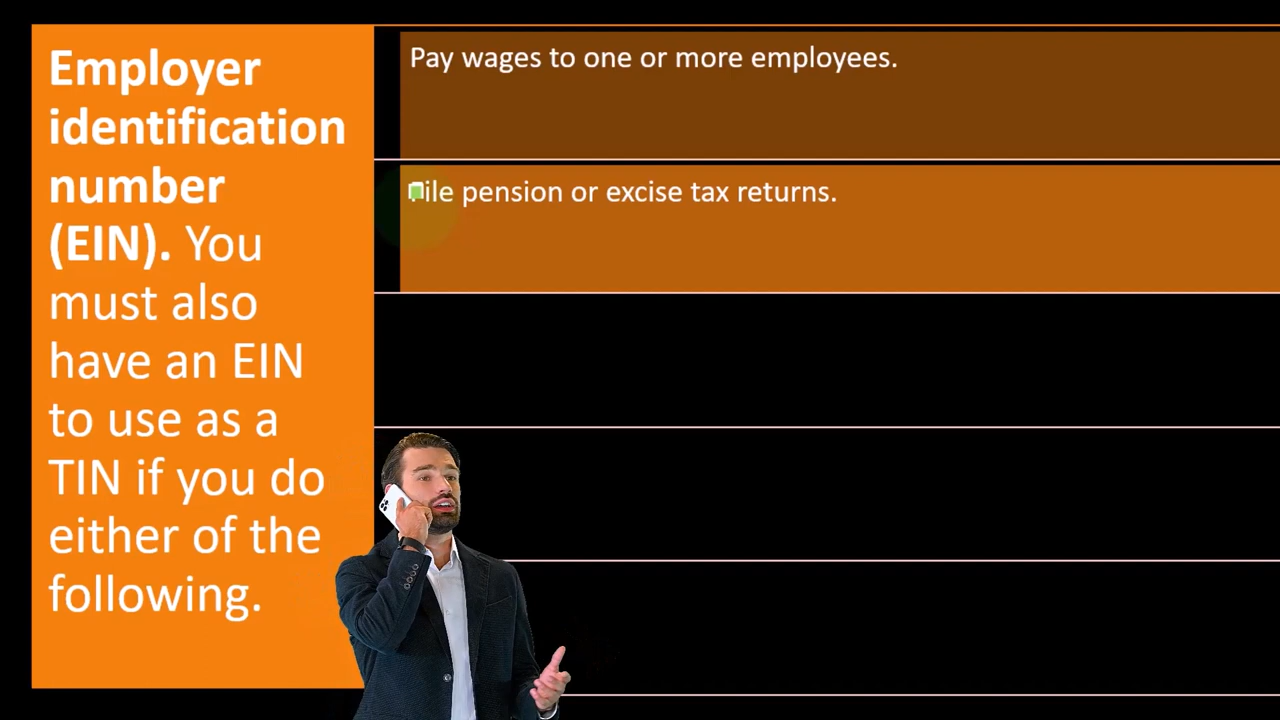 Employer
identification
number
(EIN). You
must also
have an EIN
to use as a
TIN if you do
either of the
following.
Pay wages to one or more employees.
File pension or excise tax returns.